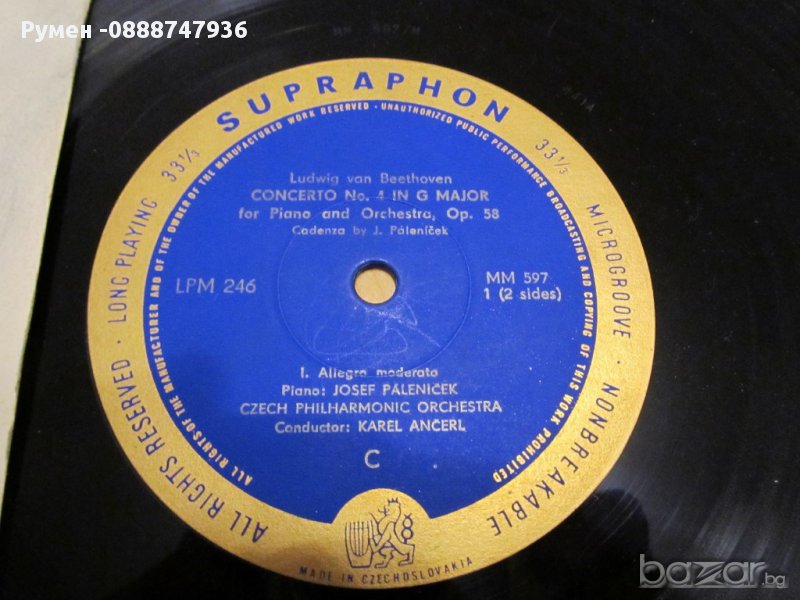 Румен -0888747936
SUPRAPHON
ALL RIGHTS RESERVED · LONG PLAYING 33⅓
33⅓ MICROGROOVE · NONBREAKABLE
ALL RIGHTS OF THE MANUFACTURER AND OF THE OWNER OF THE MANUFACTURED WORK RESERVED · UNAUTHORIZED PUBLIC PERFORMANCE BROADCASTING AND COPYING OF THIS WORK PROHIBITED
Ludwig van Beethoven
CONCERTO No. 4 IN G MAJOR
for Piano and Orchestra, Op. 58
Cadenza by J. Páleníček
LPM 246
MM 597
1 (2 sides)
I. Allegro moderato
Piano: JOSEF PÁLENÍČEK
CZECH PHILHARMONIC ORCHESTRA
Conductor: KAREL ANČERL
C
MADE IN CZECHOSLOVAKIA
bazar.bg